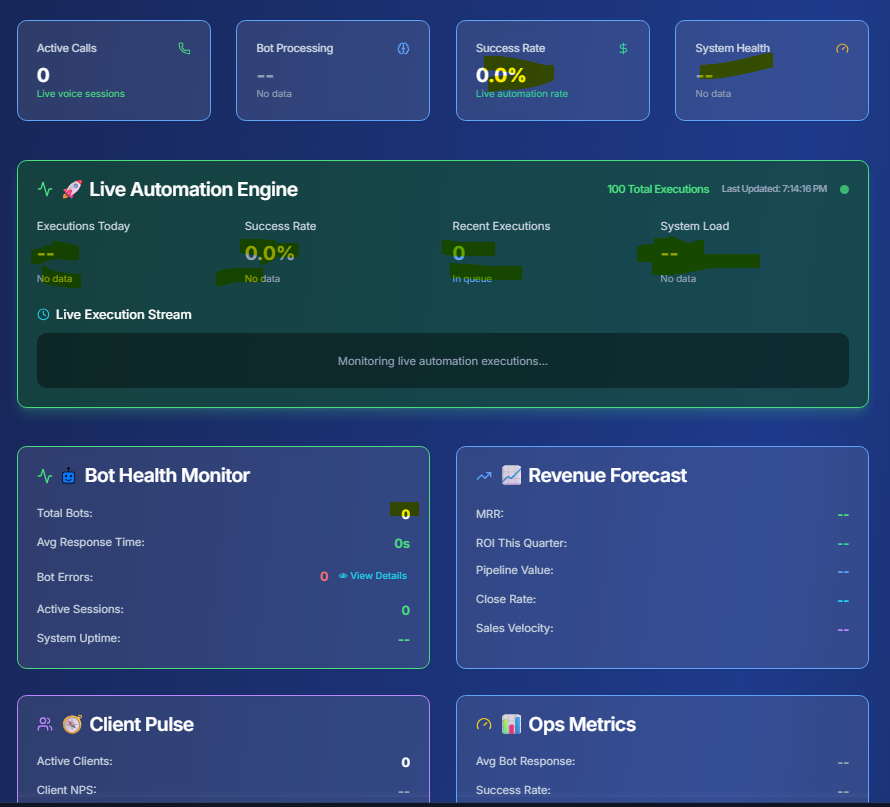 Active Calls
0
Live voice sessions
Bot Processing
--
No data
Success Rate
0.0%
Live automation rate
System Health
--
No data
🚀 Live Automation Engine
100 Total Executions Last Updated: 7:14:16 PM
Executions Today
--
No data
Success Rate
0.0%
No data
Recent Executions
0
In queue
System Load
--
No data
Live Execution Stream
Monitoring live automation executions...
🤖 Bot Health Monitor
Total Bots: 0
Avg Response Time: 0s
Bot Errors: 0 👁 View Details
Active Sessions: 0
System Uptime: --
📈 Revenue Forecast
MRR: --
ROI This Quarter: --
Pipeline Value: --
Close Rate: --
Sales Velocity: --
🧭 Client Pulse
Active Clients: 0
Client NPS: --
📊 Ops Metrics
Avg Bot Response: --
Success Rate: --